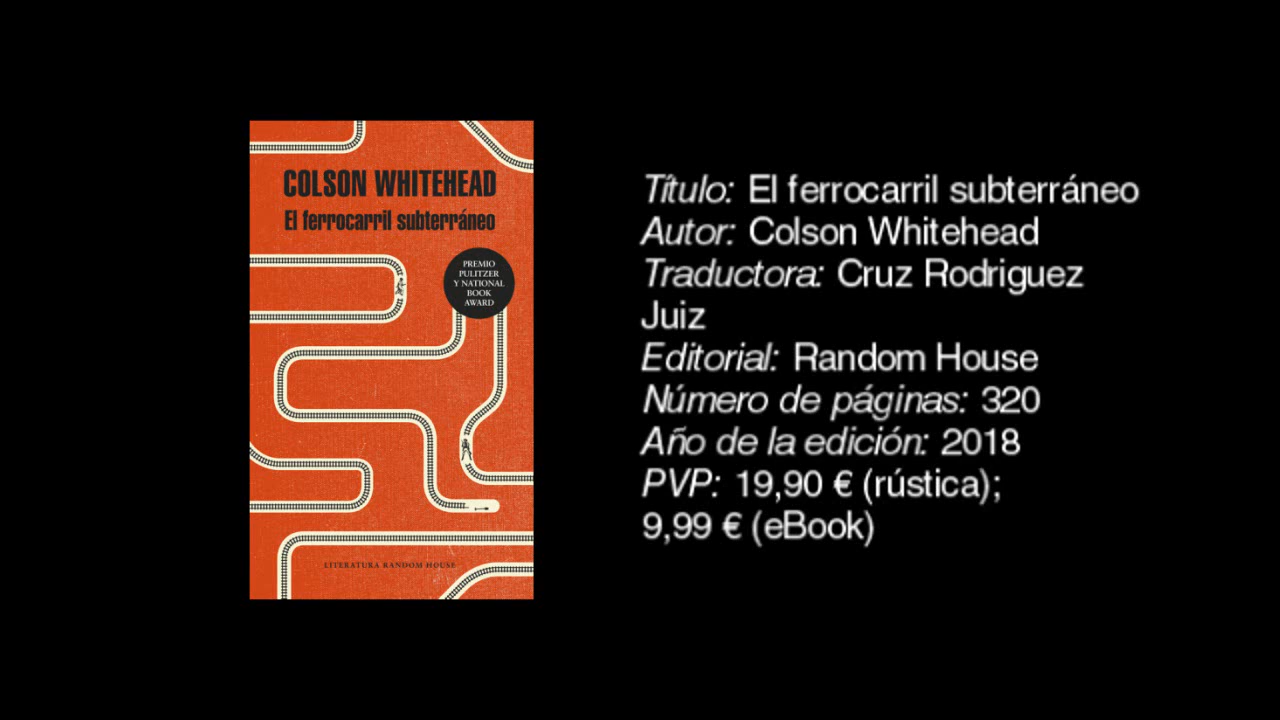 COLSON WHITEHEAD
El ferrocarril subterráneo
PREMIO
PULITZER
Y NATIONAL
BOOK
AWARD
LITERATURA RANDOM HOUSE
Título: El ferrocarril subterráneo
Autor: Colson Whitehead
Traductora: Cruz Rodriguez
Juiz
Editorial: Random House
Número de páginas: 320
Año de la edición: 2018
PVP: 19,90 € (rústica);
9,99 € (eBook)